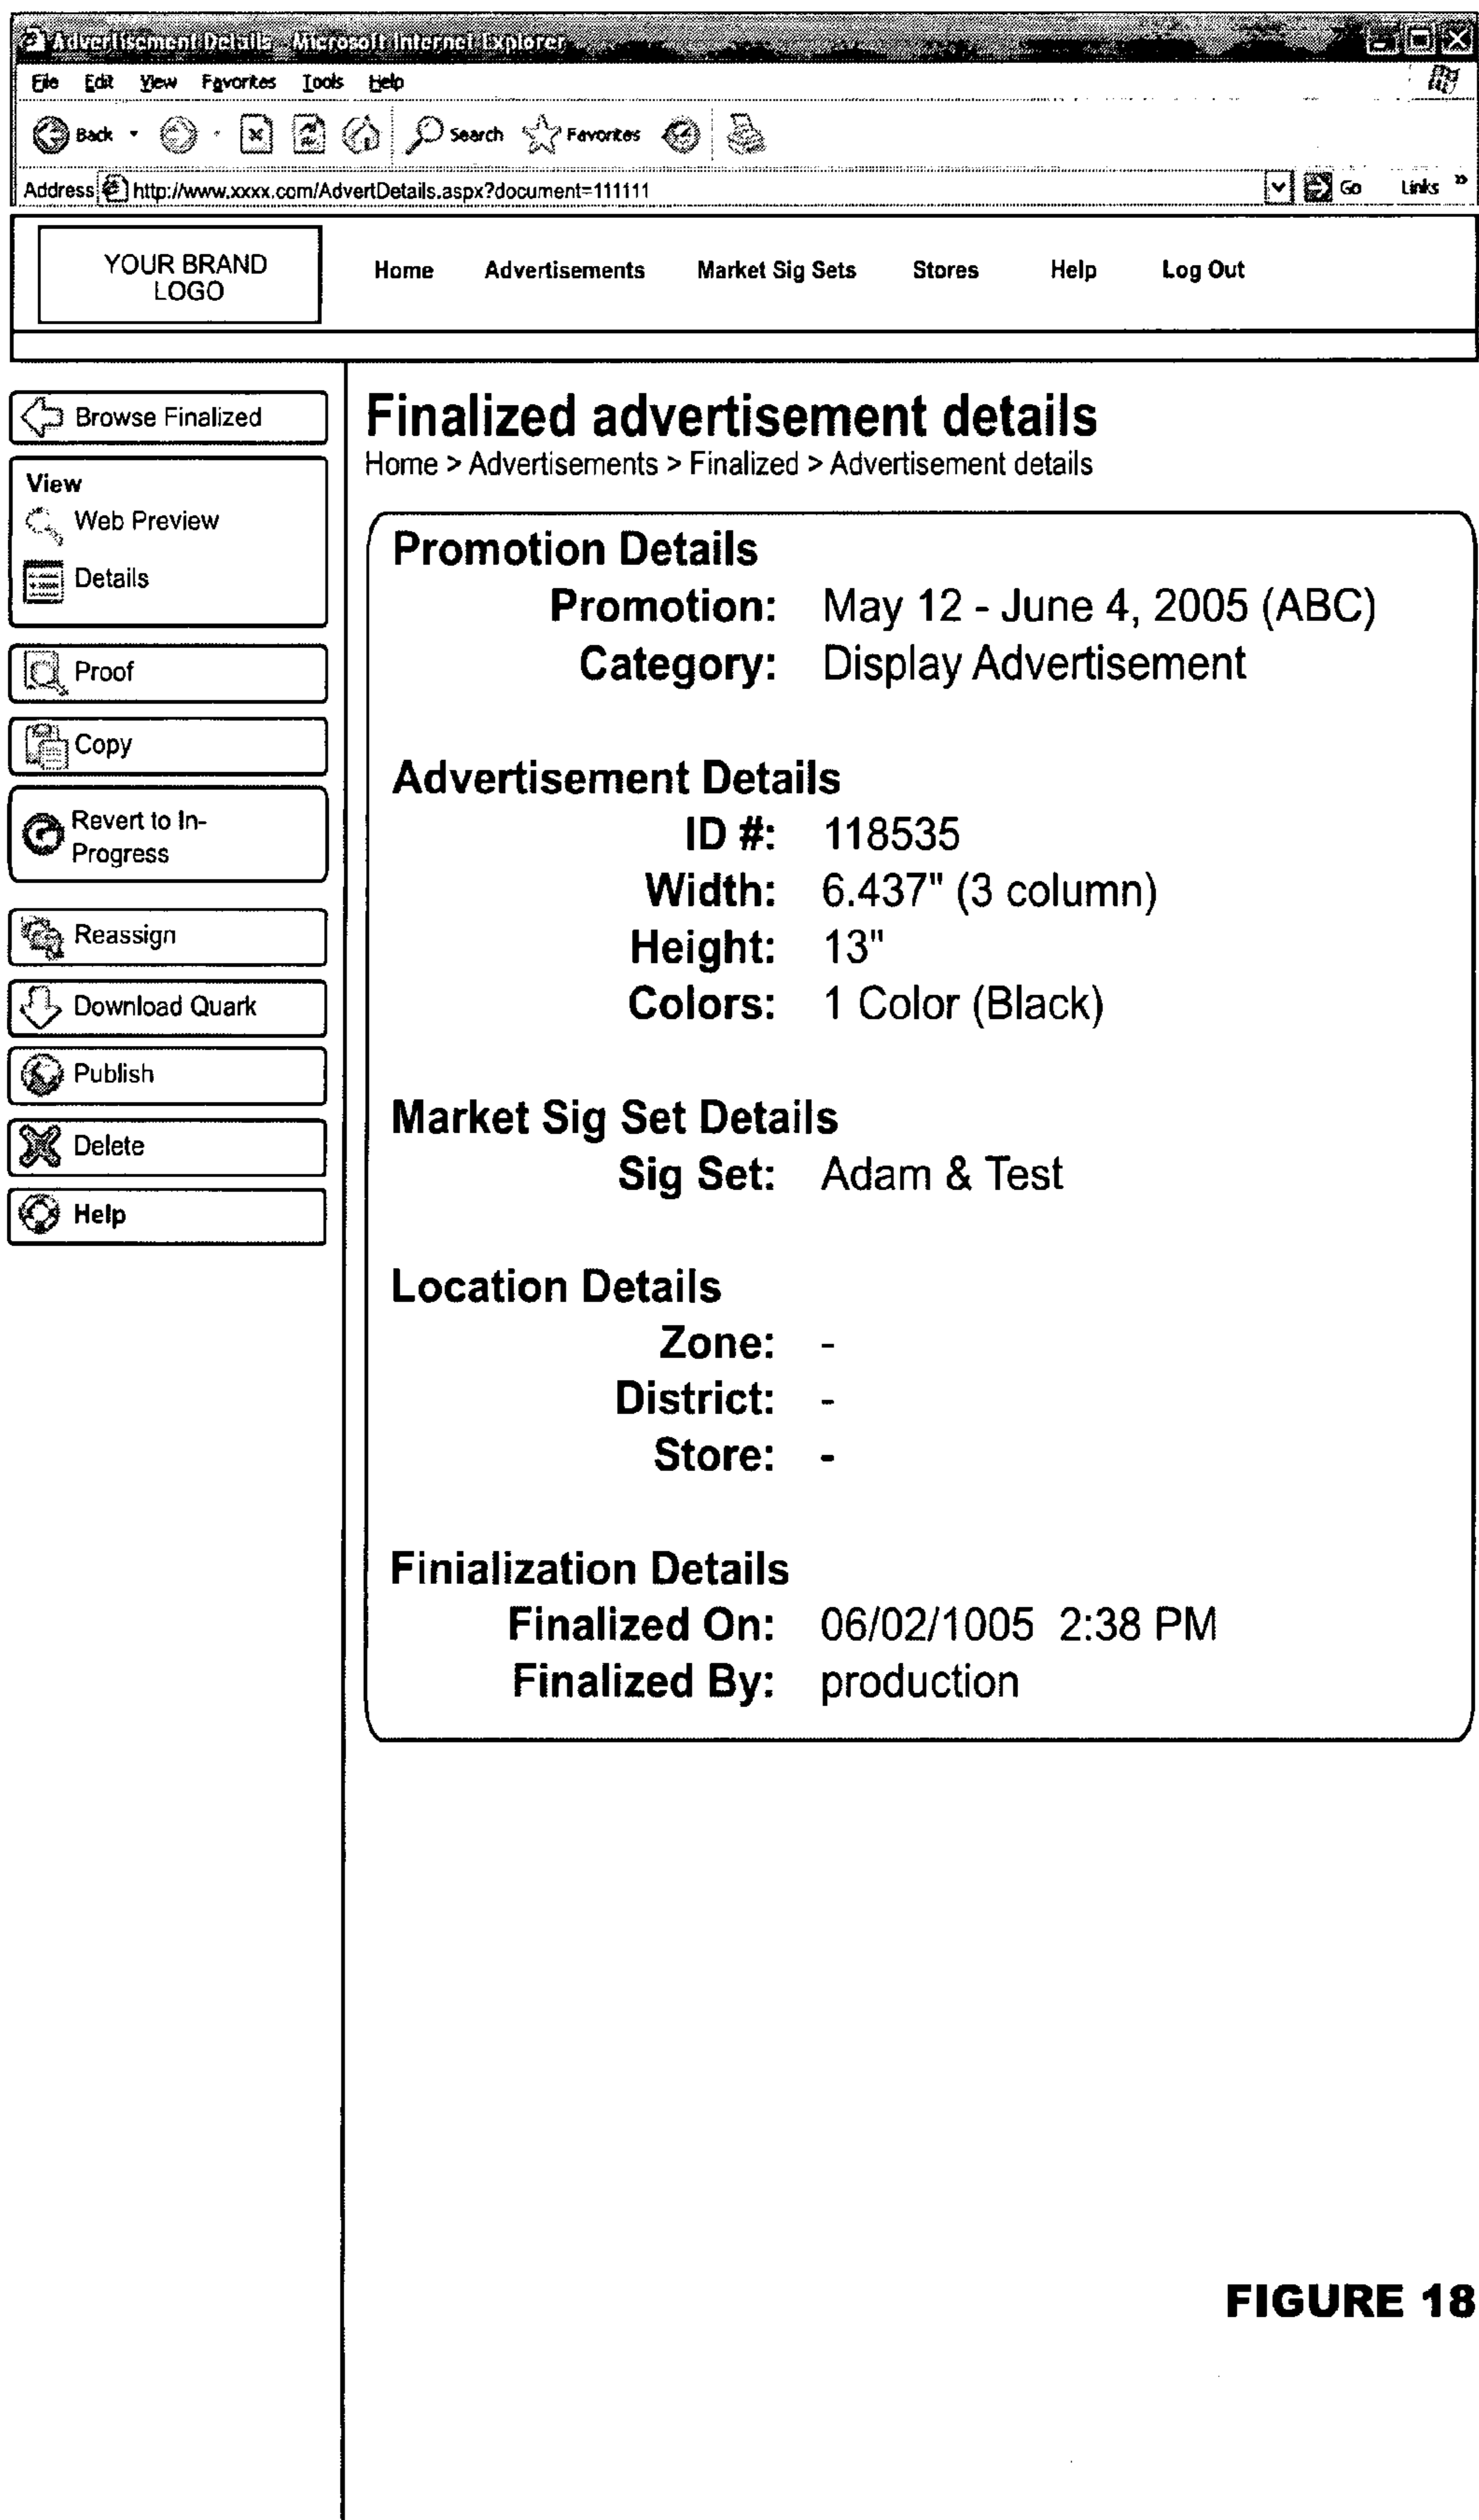 Advertisement Details - Microsoft Internet Explorer
File Edit View Favorites Tools Help
Back Search Favorites
Address http://www.xxxx.com/AdvertDetails.aspx?document=111111 Go Links »
YOUR BRAND
LOGO
Home Advertisements Market Sig Sets Stores Help Log Out
Browse Finalized
View
Web Preview
Details
Proof
Copy
Revert to In-
Progress
Reassign
Download Quark
Publish
Delete
Help
Finalized advertisement details
Home > Advertisements > Finalized > Advertisement details
Promotion Details
Promotion: May 12 - June 4, 2005 (ABC)
Category: Display Advertisement
Advertisement Details
ID #: 118535
Width: 6.437" (3 column)
Height: 13"
Colors: 1 Color (Black)
Market Sig Set Details
Sig Set: Adam & Test
Location Details
Zone: -
District: -
Store: -
Finialization Details
Finalized On: 06/02/1005 2:38 PM
Finalized By: production
FIGURE 18